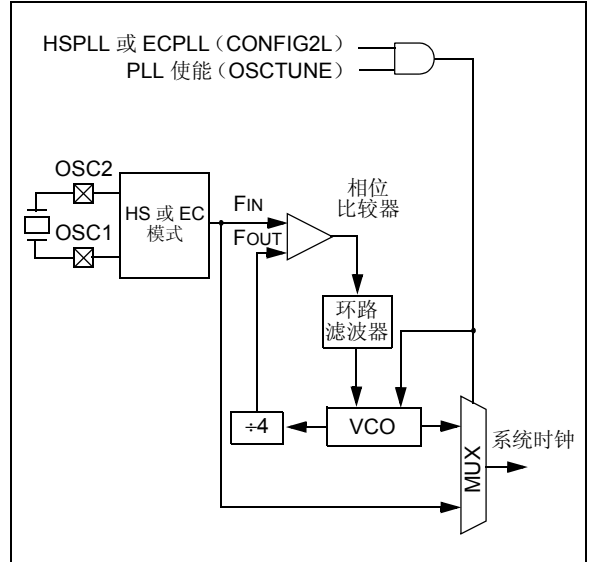 HSPLL 或 ECPLL（CONFIG2L）
PLL 使能（OSCTUNE）
OSC2
OSC1
HS 或 EC
模式
FIN
FOUT
相位
比较器
环路
滤波器
÷4
VCO
MUX
系统时钟